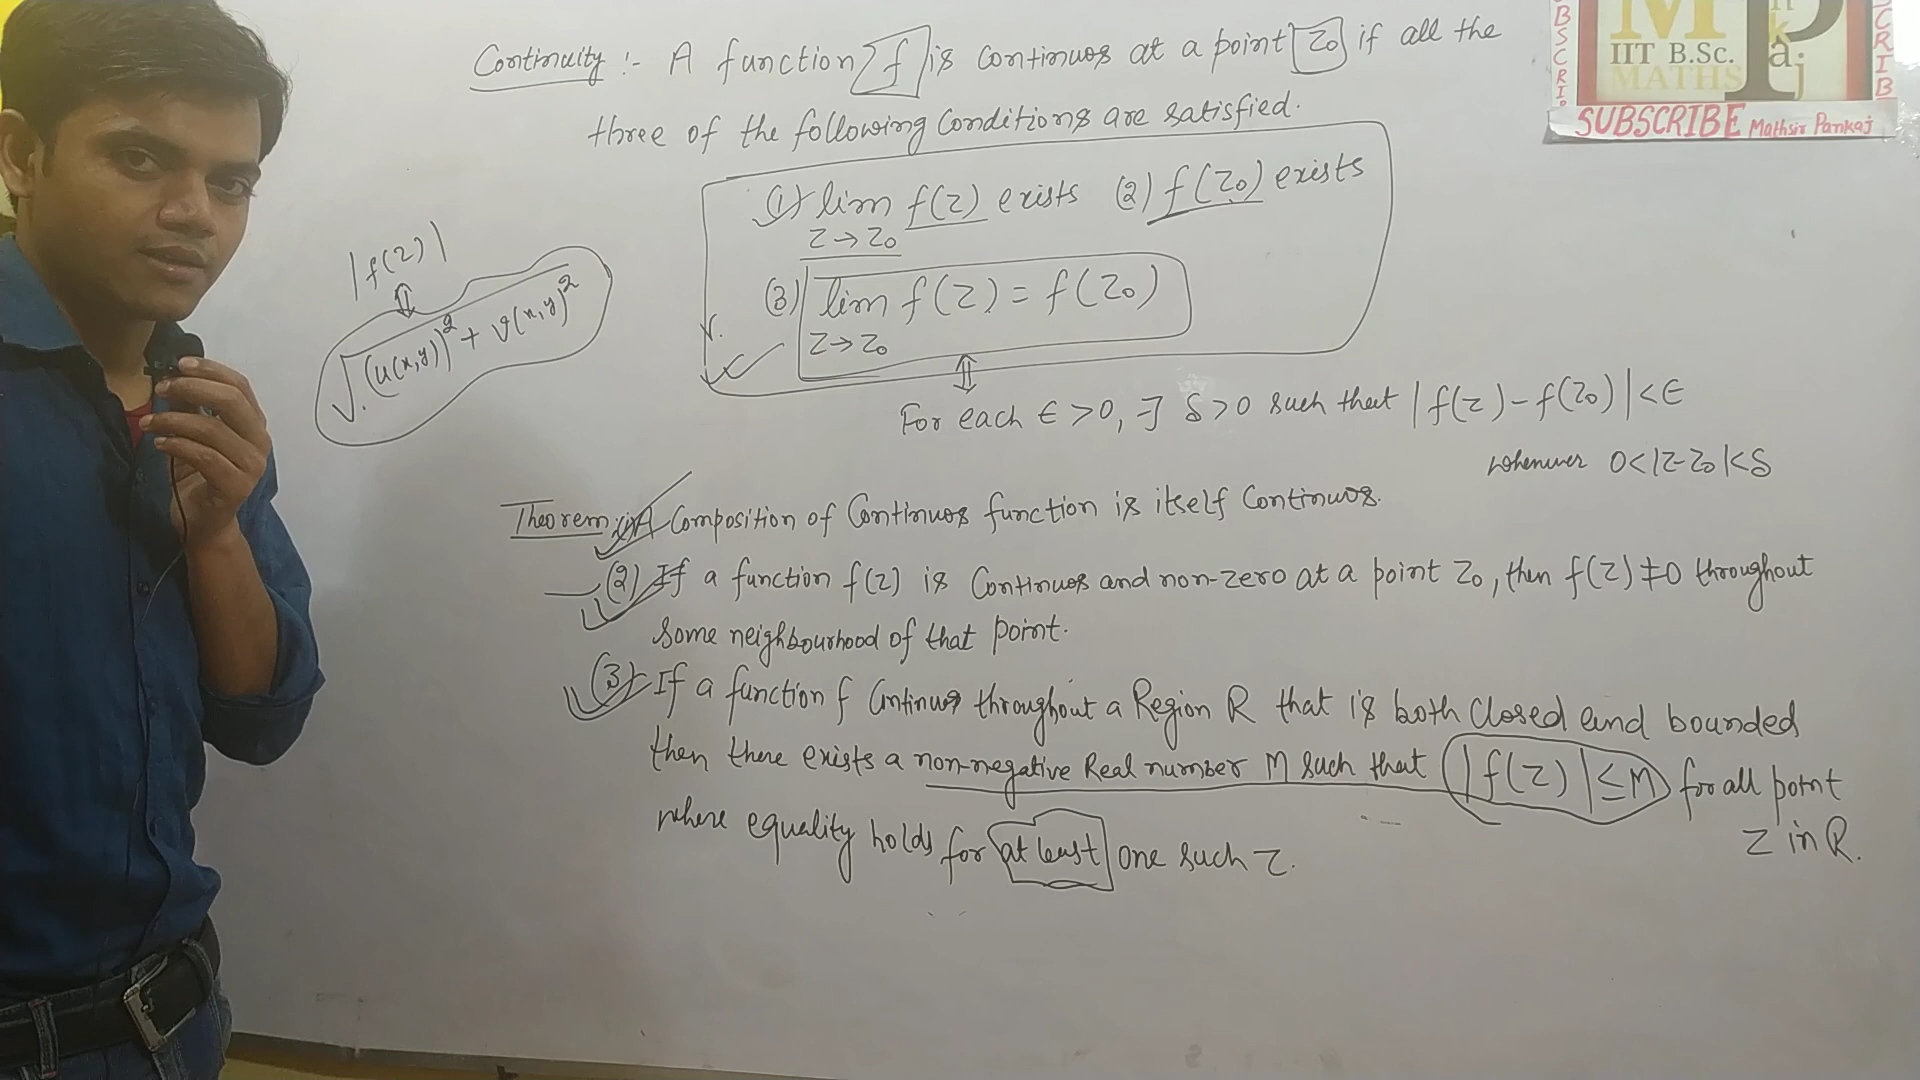 Continuity :- A function f is continuos at a point z₀ if all the
three of the following conditions are satisfied.
(1) lim f(z) exists (2) f(z₀) exists
z→z₀
(3) lim f(z) = f(z₀)
z→z₀
|f(z)|
⇕
√(u(x,y))² + v(x,y)²
⇕
For each ϵ > 0, ∃ δ > 0 such that |f(z) - f(z₀)| < ϵ
whenever 0<|z-z₀|<δ
Theorem (1) A Composition of Continuos function is itself Continuos.
(2) If a function f(z) is Continuos and non-zero at a point z₀, then f(z) ≠ 0 throughout
some neighbourhood of that point.
(3) If a function f Continuos throughout a Region R that is both Closed and bounded
then there exists a non-negative Real number M such that |f(z)| ≤ M for all point
z in R.
where equality holds for at least one such z.
IIT B.Sc.
MATHS
SUBSCRIBE Mathsir Pankaj